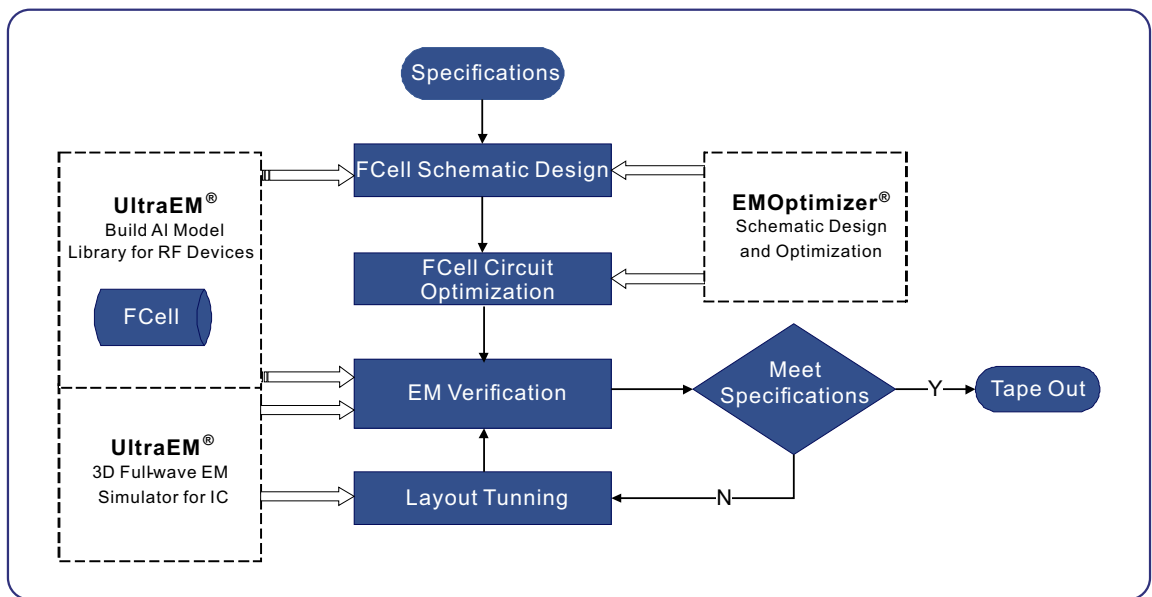 Specifications
FCell Schematic Design
UltraEM®
Build AI Model
Library for RF Devices
FCell
EMOptimizer®
Schematic Design
and Optimization
FCell Circuit
Optimization
EM Verification
Meet
Specifications
Y
Tape Out
UltraEM®
3D Full-wave EM
Simulator for IC
Layout Tunning
N